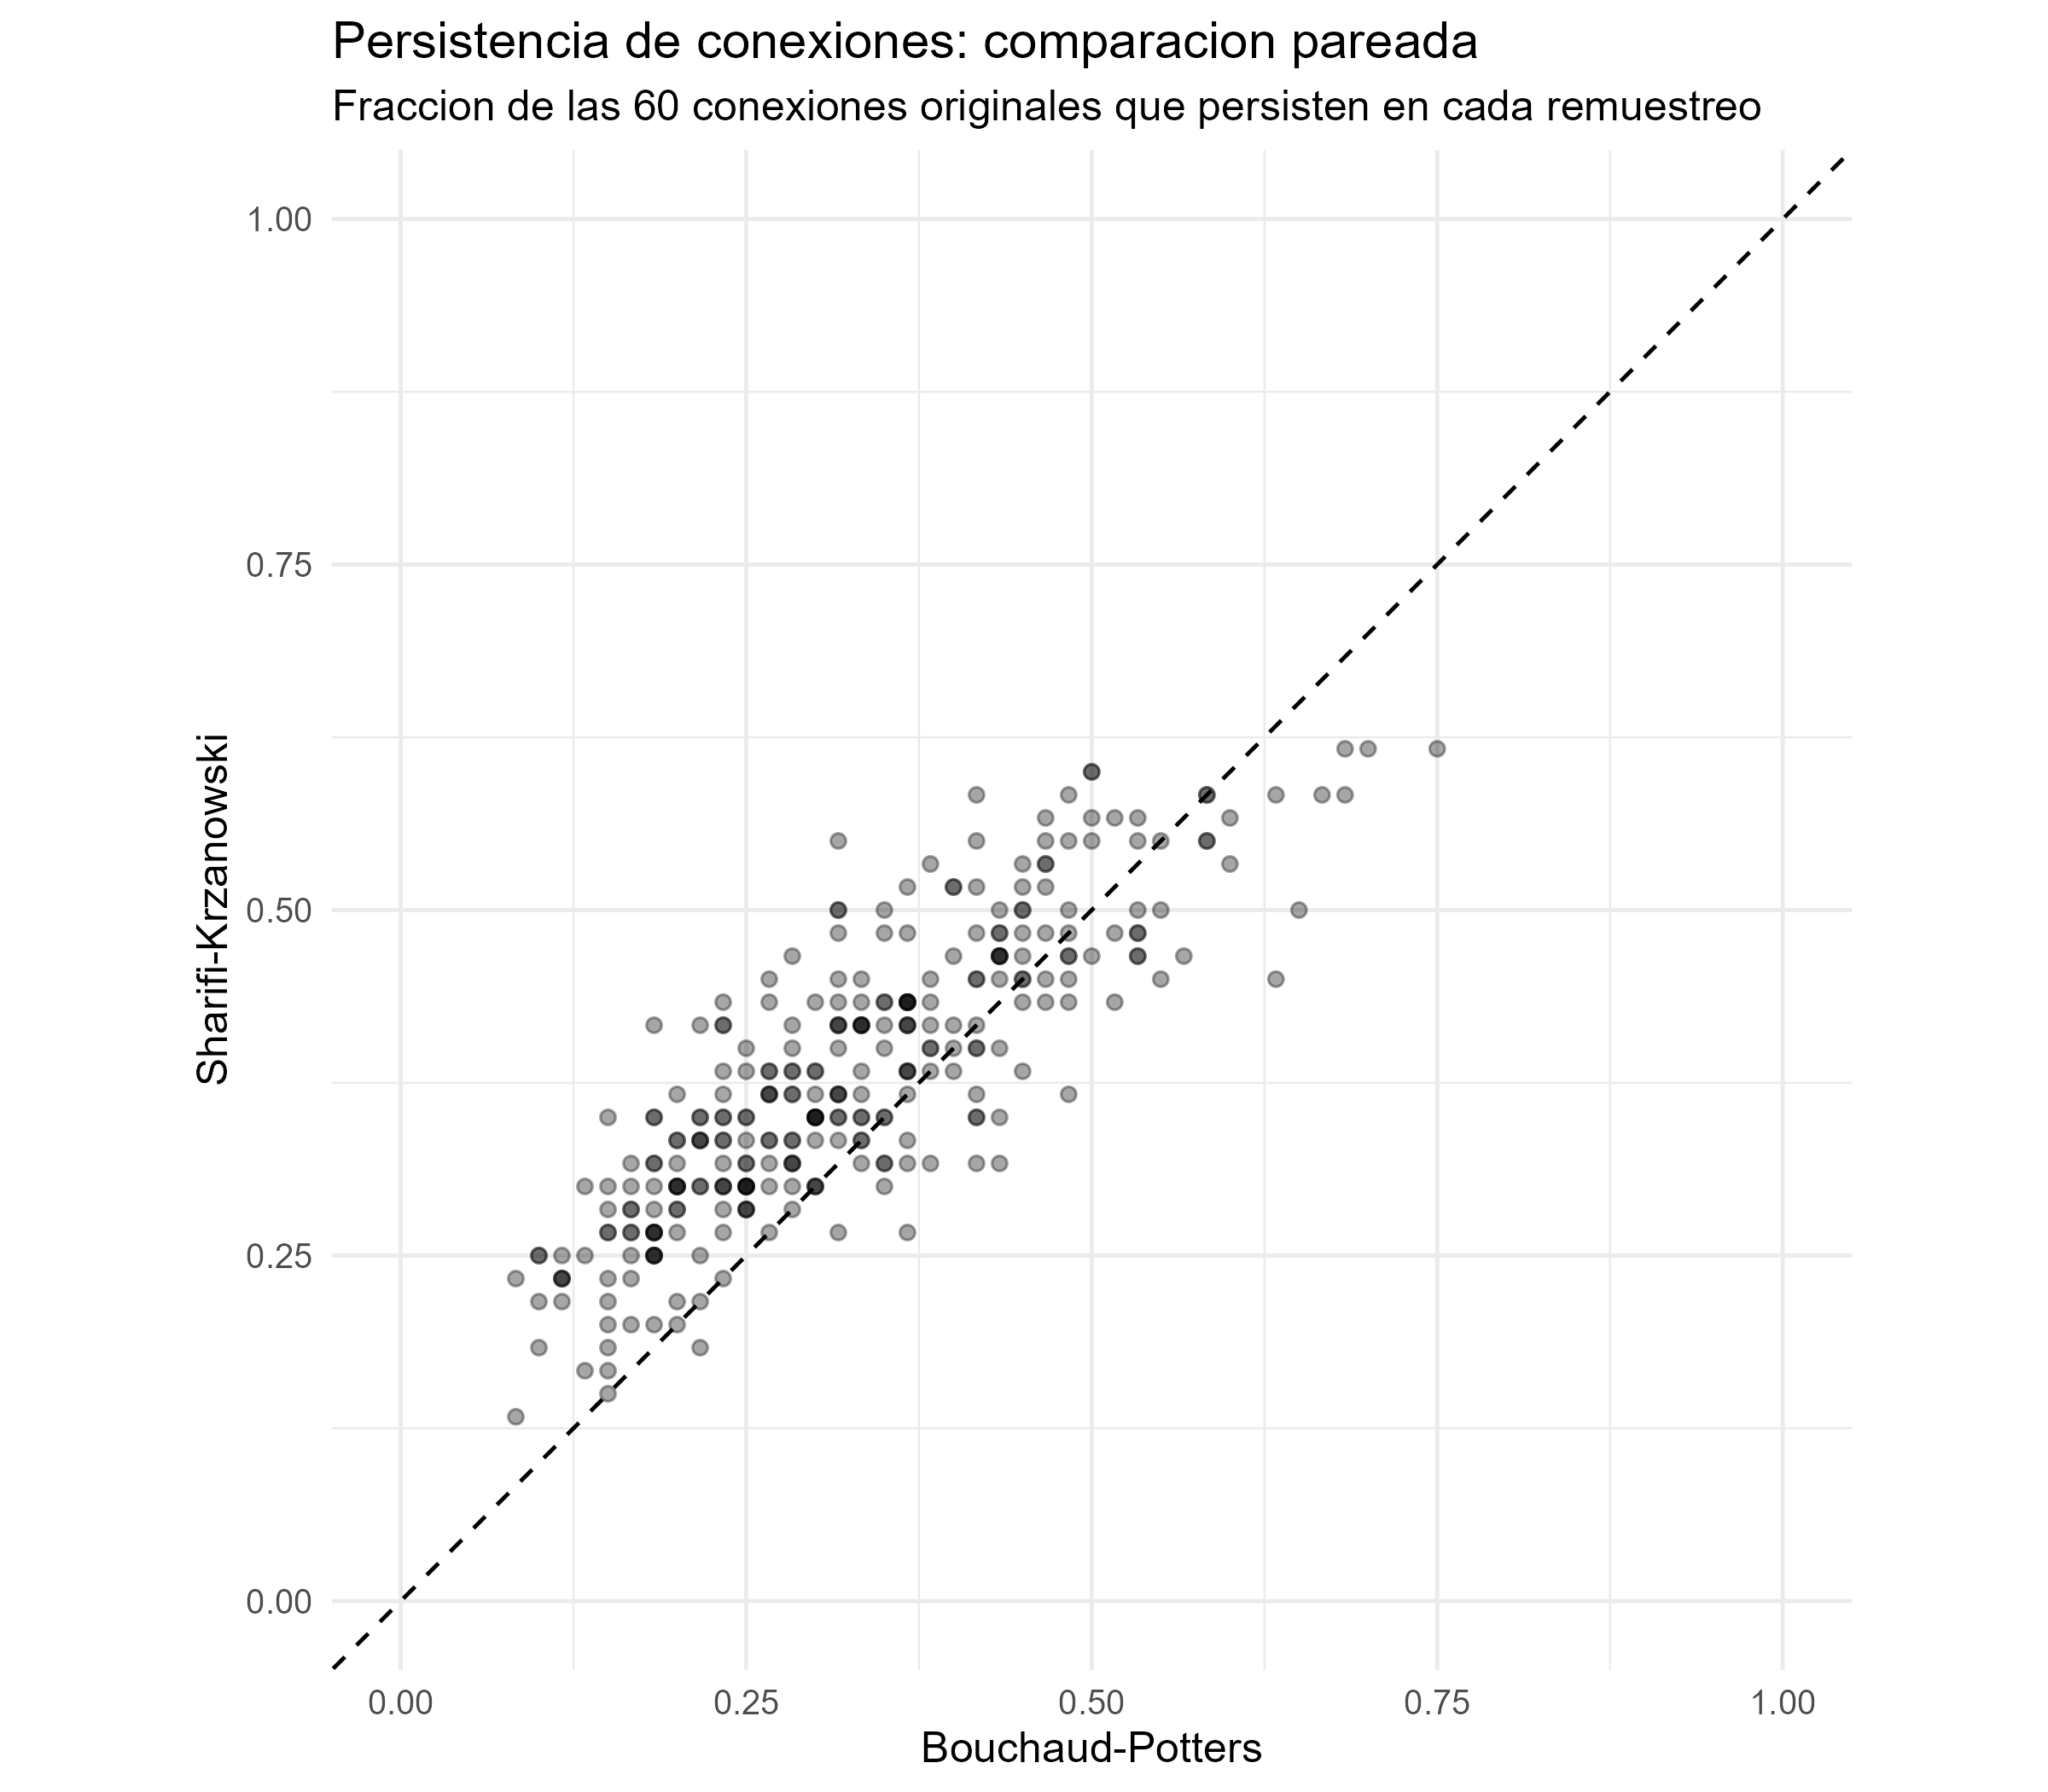 Persistencia de conexiones: comparacion pareada
Fraccion de las 60 conexiones originales que persisten en cada remuestreo
1.00
0.75
0.50
0.25
0.00
Sharifi-Krzanowski
0.00 0.25 0.50 0.75 1.00
Bouchaud-Potters